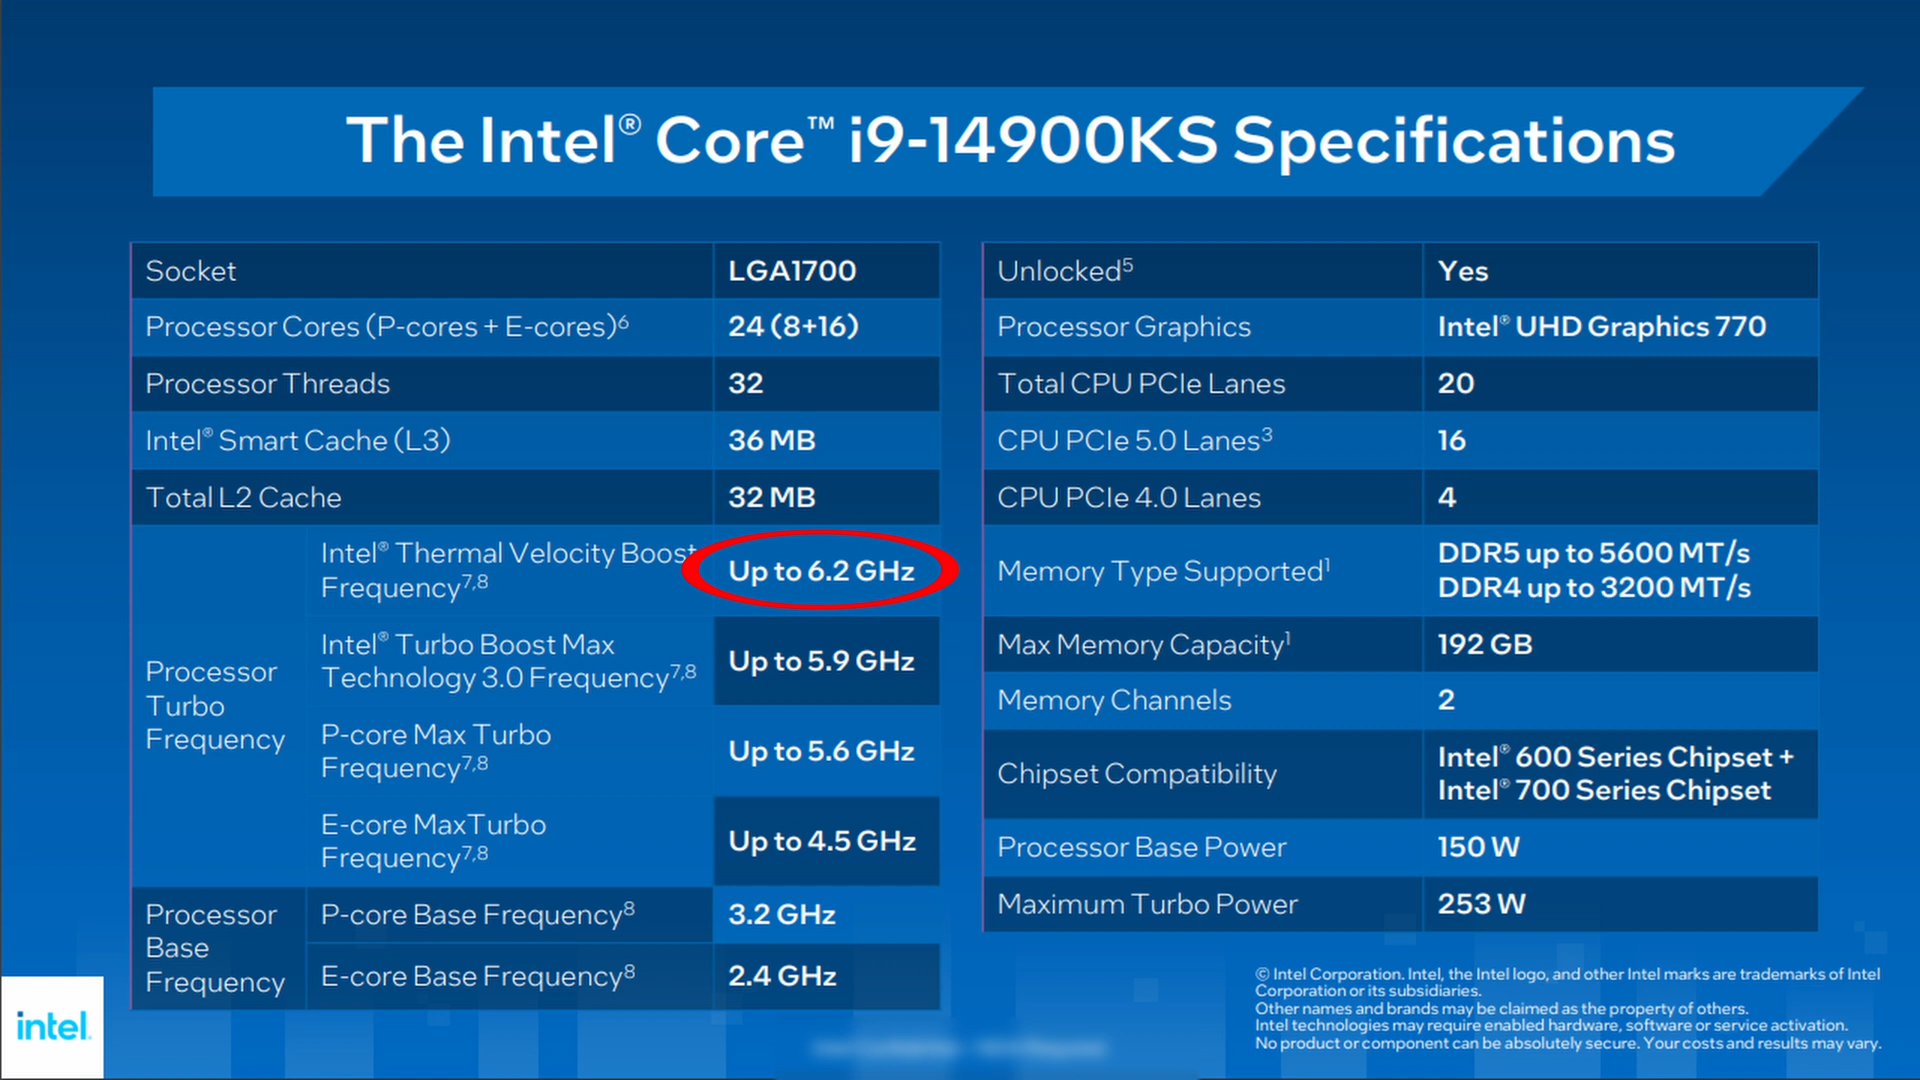 The Intel® Core™ i9-14900KS Specifications
Socket LGA1700
Processor Cores (P-cores + E-cores)⁶ 24 (8+16)
Processor Threads 32
Intel® Smart Cache (L3) 36 MB
Total L2 Cache 32 MB
Processor
Turbo
Frequency
Intel® Thermal Velocity Boost
Frequency⁷,⁸
Up to 6.2 GHz
Intel® Turbo Boost Max
Technology 3.0 Frequency⁷,⁸
Up to 5.9 GHz
P-core Max Turbo
Frequency⁷,⁸
Up to 5.6 GHz
E-core MaxTurbo
Frequency⁷,⁸
Up to 4.5 GHz
Processor
Base
Frequency
P-core Base Frequency⁸ 3.2 GHz
E-core Base Frequency⁸ 2.4 GHz
Unlocked⁵ Yes
Processor Graphics Intel® UHD Graphics 770
Total CPU PCIe Lanes 20
CPU PCIe 5.0 Lanes³ 16
CPU PCIe 4.0 Lanes 4
Memory Type Supported¹
DDR5 up to 5600 MT/s
DDR4 up to 3200 MT/s
Max Memory Capacity¹ 192 GB
Memory Channels 2
Chipset Compatibility
Intel® 600 Series Chipset +
Intel® 700 Series Chipset
Processor Base Power 150 W
Maximum Turbo Power 253 W
intel.
© Intel Corporation. Intel, the Intel logo, and other Intel marks are trademarks of Intel
Corporation or its subsidiaries.
Other names and brands may be claimed as the property of others.
Intel technologies may require enabled hardware, software or service activation.
No product or component can be absolutely secure. Your costs and results may vary.